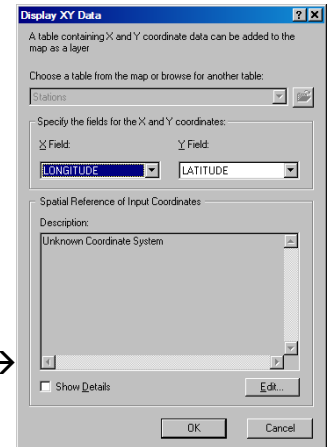 Display XY Data
A table containing X and Y coordinate data can be added to the
map as a layer
Choose a table from the map or browse for another table:
Stations
Specify the fields for the X and Y coordinates:
X Field: Y Field:
LONGITUDE LATITUDE
Spatial Reference of Input Coordinates
Description:
Unknown Coordinate System
Show Details Edit...
OK Cancel